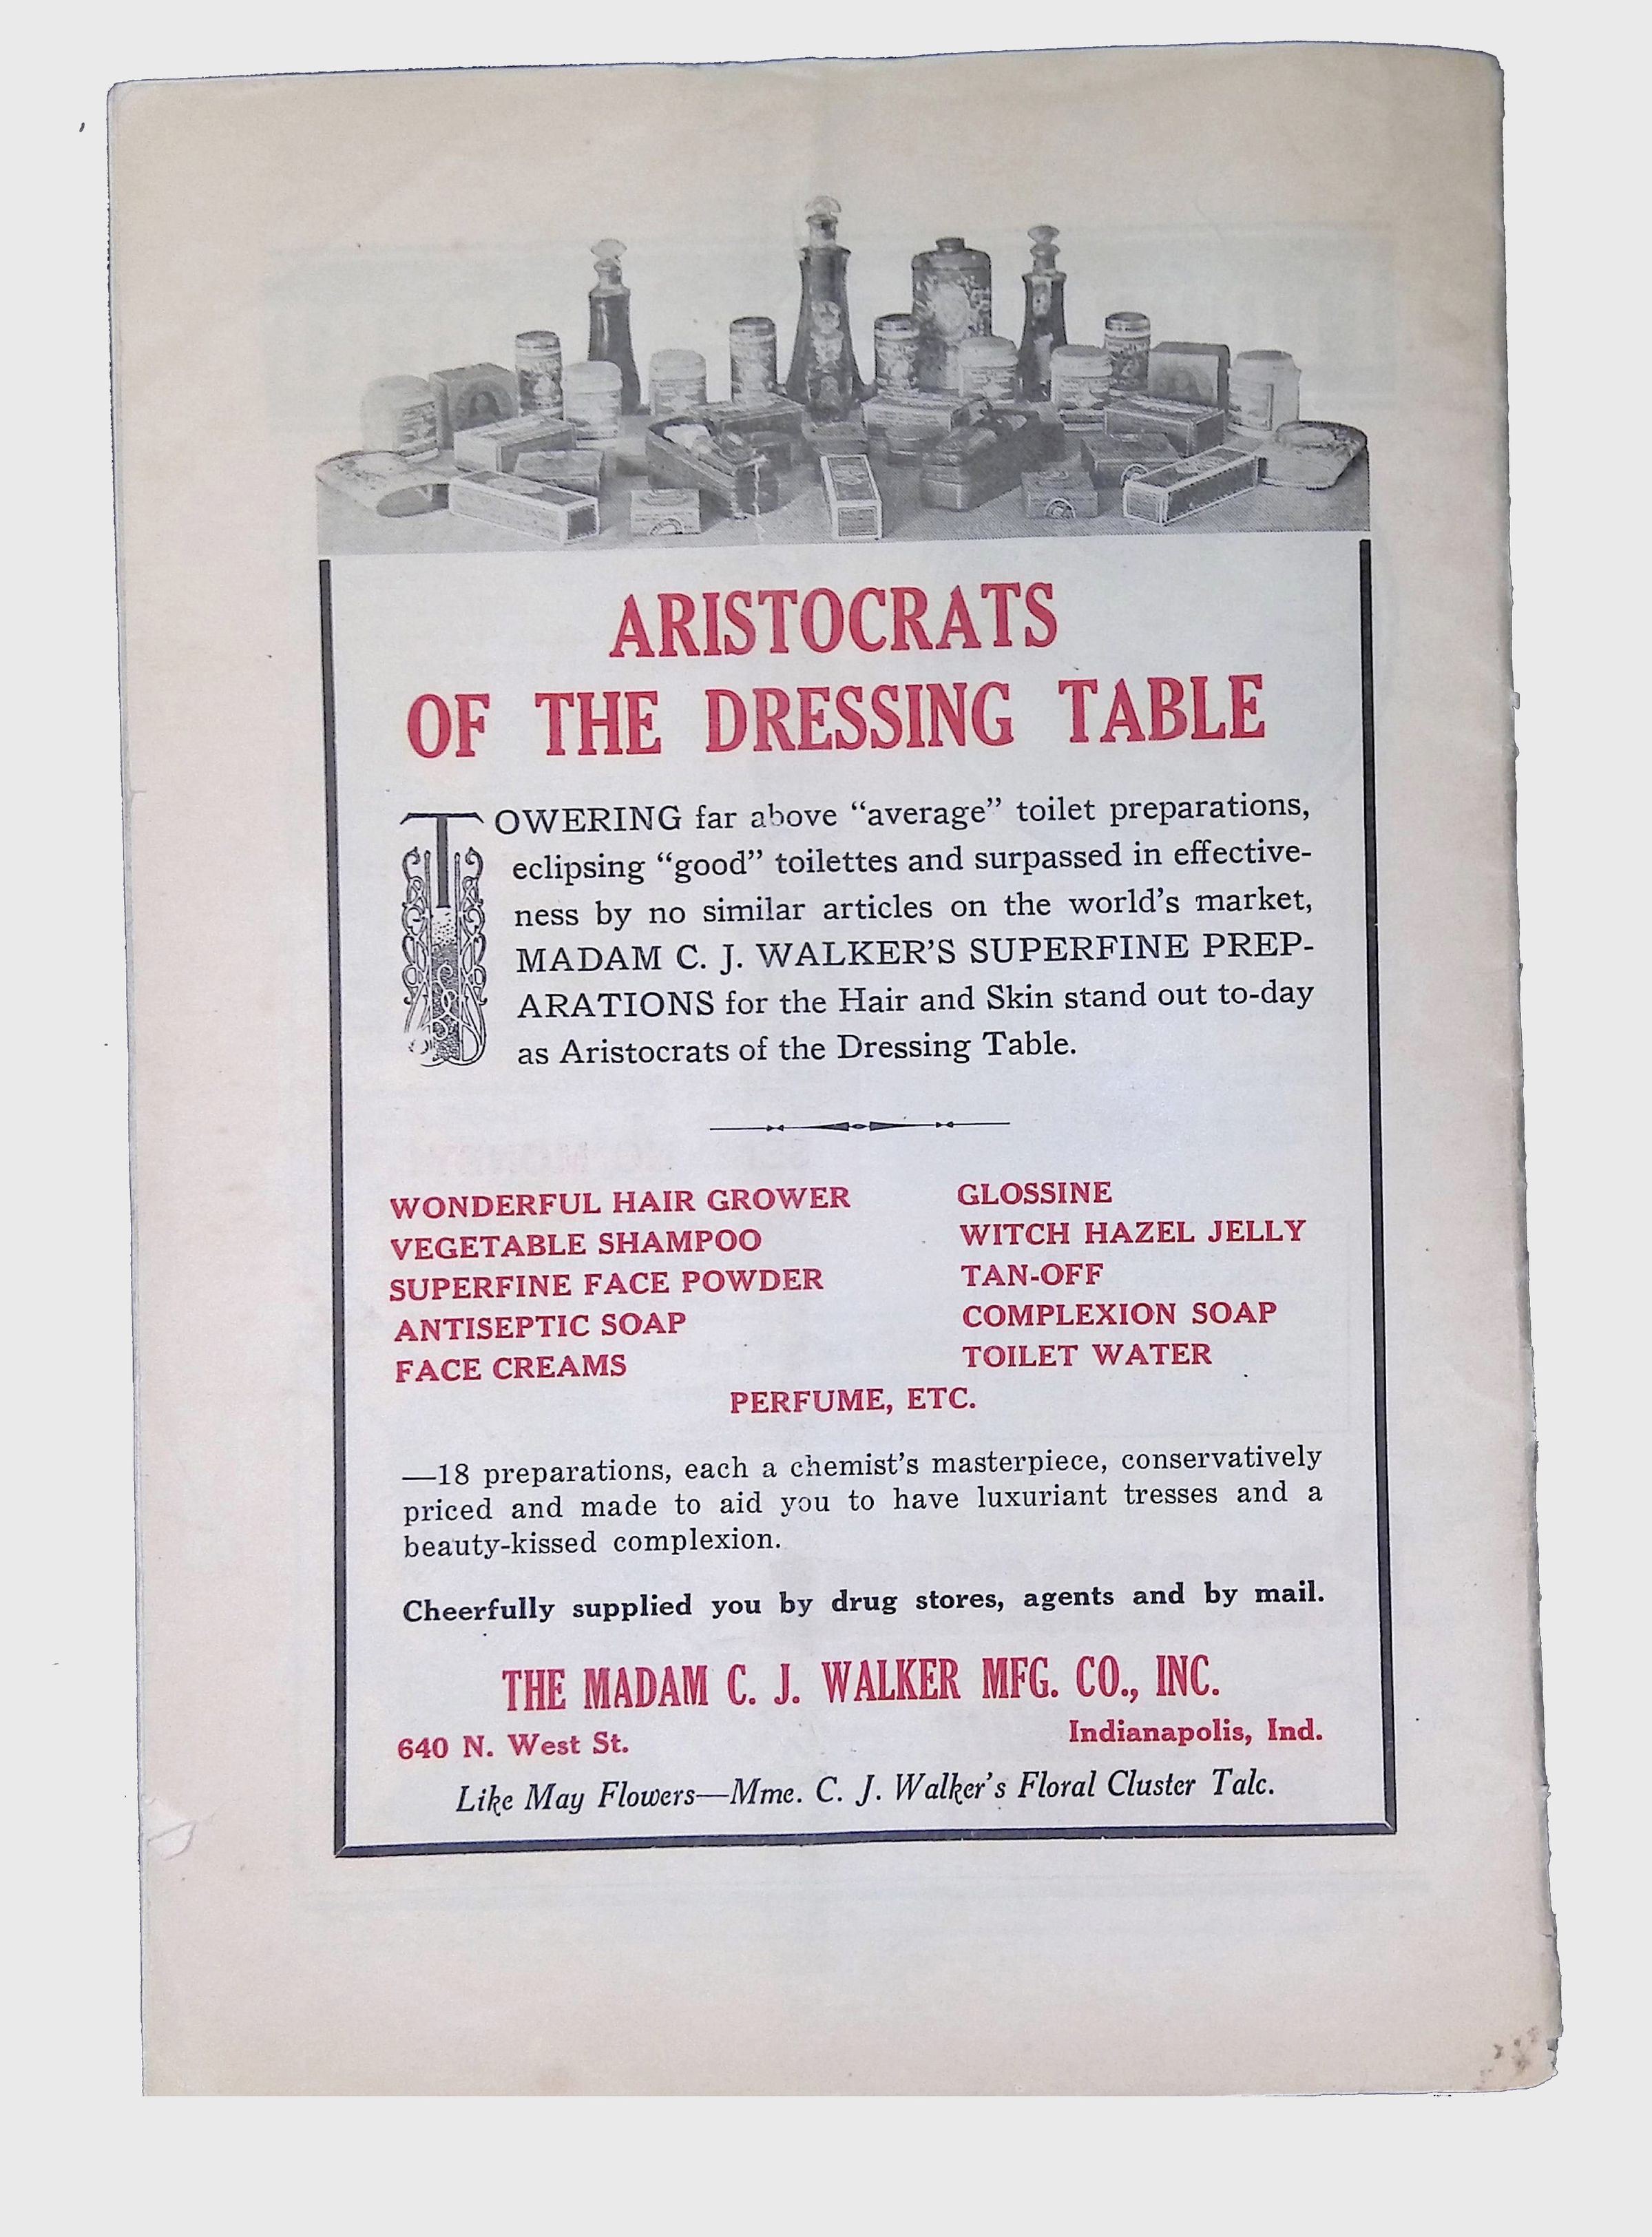 ARISTOCRATS
OF THE DRESSING TABLE
TOWERING far above “average” toilet preparations,
eclipsing “good” toilettes and surpassed in effective-
ness by no similar articles on the world’s market,
MADAM C. J. WALKER’S SUPERFINE PREP-
ARATIONS for the Hair and Skin stand out to-day
as Aristocrats of the Dressing Table.
WONDERFUL HAIR GROWER
VEGETABLE SHAMPOO
SUPERFINE FACE POWDER
ANTISEPTIC SOAP
FACE CREAMS
GLOSSINE
WITCH HAZEL JELLY
TAN-OFF
COMPLEXION SOAP
TOILET WATER
PERFUME, ETC.
—18 preparations, each a chemist’s masterpiece, conservatively
priced and made to aid you to have luxuriant tresses and a
beauty-kissed complexion.
Cheerfully supplied you by drug stores, agents and by mail.
THE MADAM C. J. WALKER MFG. CO., INC.
640 N. West St. Indianapolis, Ind.
Like May Flowers—Mme. C. J. Walker’s Floral Cluster Talc.